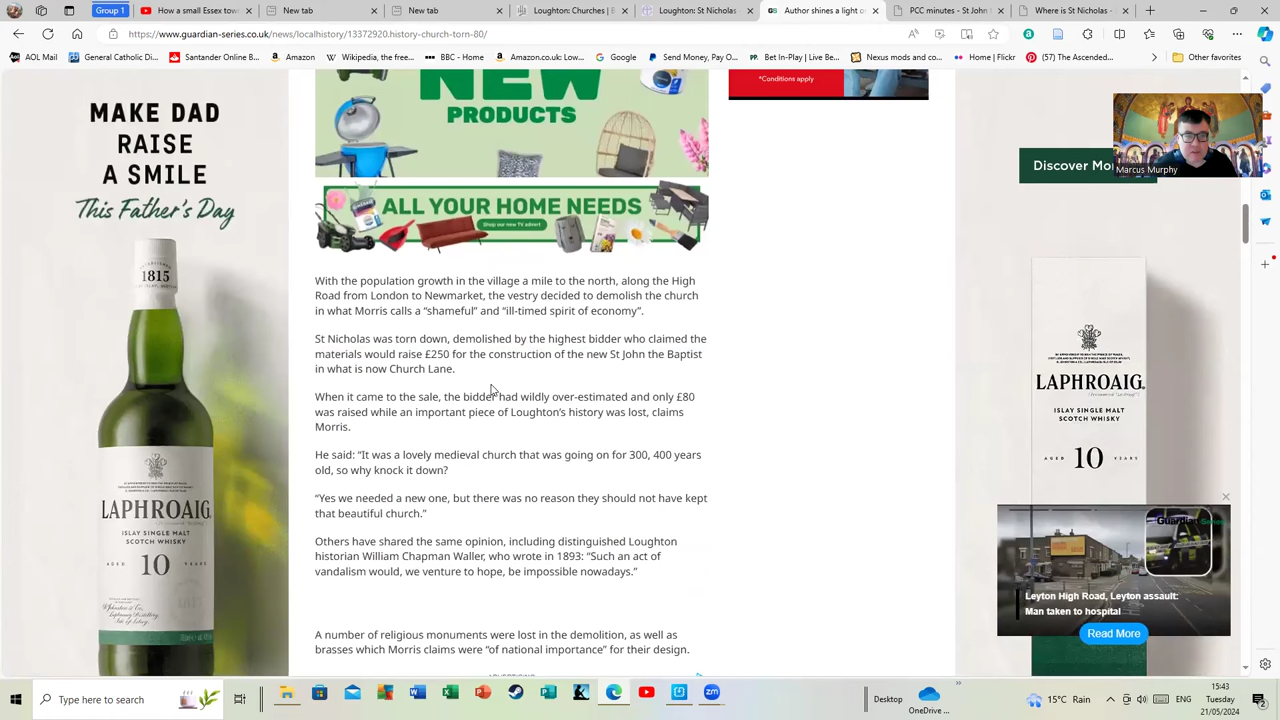 Group 1
How small Essex town
New tab
New tab
Loughton: Churches | B
Loughton: St Nicholas
Author shines a light o
PCC minutes - St John
Where is St Nicholas
https://www.guardian-series.co.uk/news/localhistory/13372920.history-church-torn-80/
AOL Mail
General Catholic Di...
Santander Online B...
Amazon
Wikipedia, the free...
BBC - Home
Amazon.co.uk: Low...
Google
Send Money, Pay O...
Bet In-Play | Live Be...
Nexus mods and co...
Home | Flickr
(57) The Ascended...
Other favorites
*Conditions apply
MAKE DAD
RAISE
A SMILE
This Father's Day
1815
LAPHROAIG
ISLAY SINGLE MALT
SCOTCH WHISKY
AGED 10 YEARS
NEW
PRODUCTS
ALL YOUR HOME NEEDS
Shop our new TV advert
With the population growth in the village a mile to the north, along the High
Road from London to Newmarket, the vestry decided to demolish the church
in what Morris calls a “shameful” and “ill-timed spirit of economy”.
St Nicholas was torn down, demolished by the highest bidder who claimed the
materials would raise £250 for the construction of the new St John the Baptist
in what is now Church Lane.
When it came to the sale, the bidder had wildly over-estimated and only £80
was raised while an important piece of Loughton’s history was lost, claims
Morris.
He said: “It was a lovely medieval church that was going on for 300, 400 years
old, so why knock it down?
“Yes we needed a new one, but there was no reason they should not have kept
that beautiful church.”
Others have shared the same opinion, including distinguished Loughton
historian William Chapman Waller, who wrote in 1893: “Such an act of
vandalism would, we venture to hope, be impossible nowadays.”
A number of religious monuments were lost in the demolition, as well as
brasses which Morris claims were “of national importance” for their design.
Discover Mo
Marcus Murphy
LAPHROAIG.
ISLAY SINGLE MALT
SCOTCH WHISKY
AGED 10 YEARS
Guardian Series
Leyton High Road, Leyton assault:
Man taken to hospital
Read More
Type here to search
Desktop
OneDrive ...
15°C Rain
ENG
15:43
Tuesday
21/05/2024